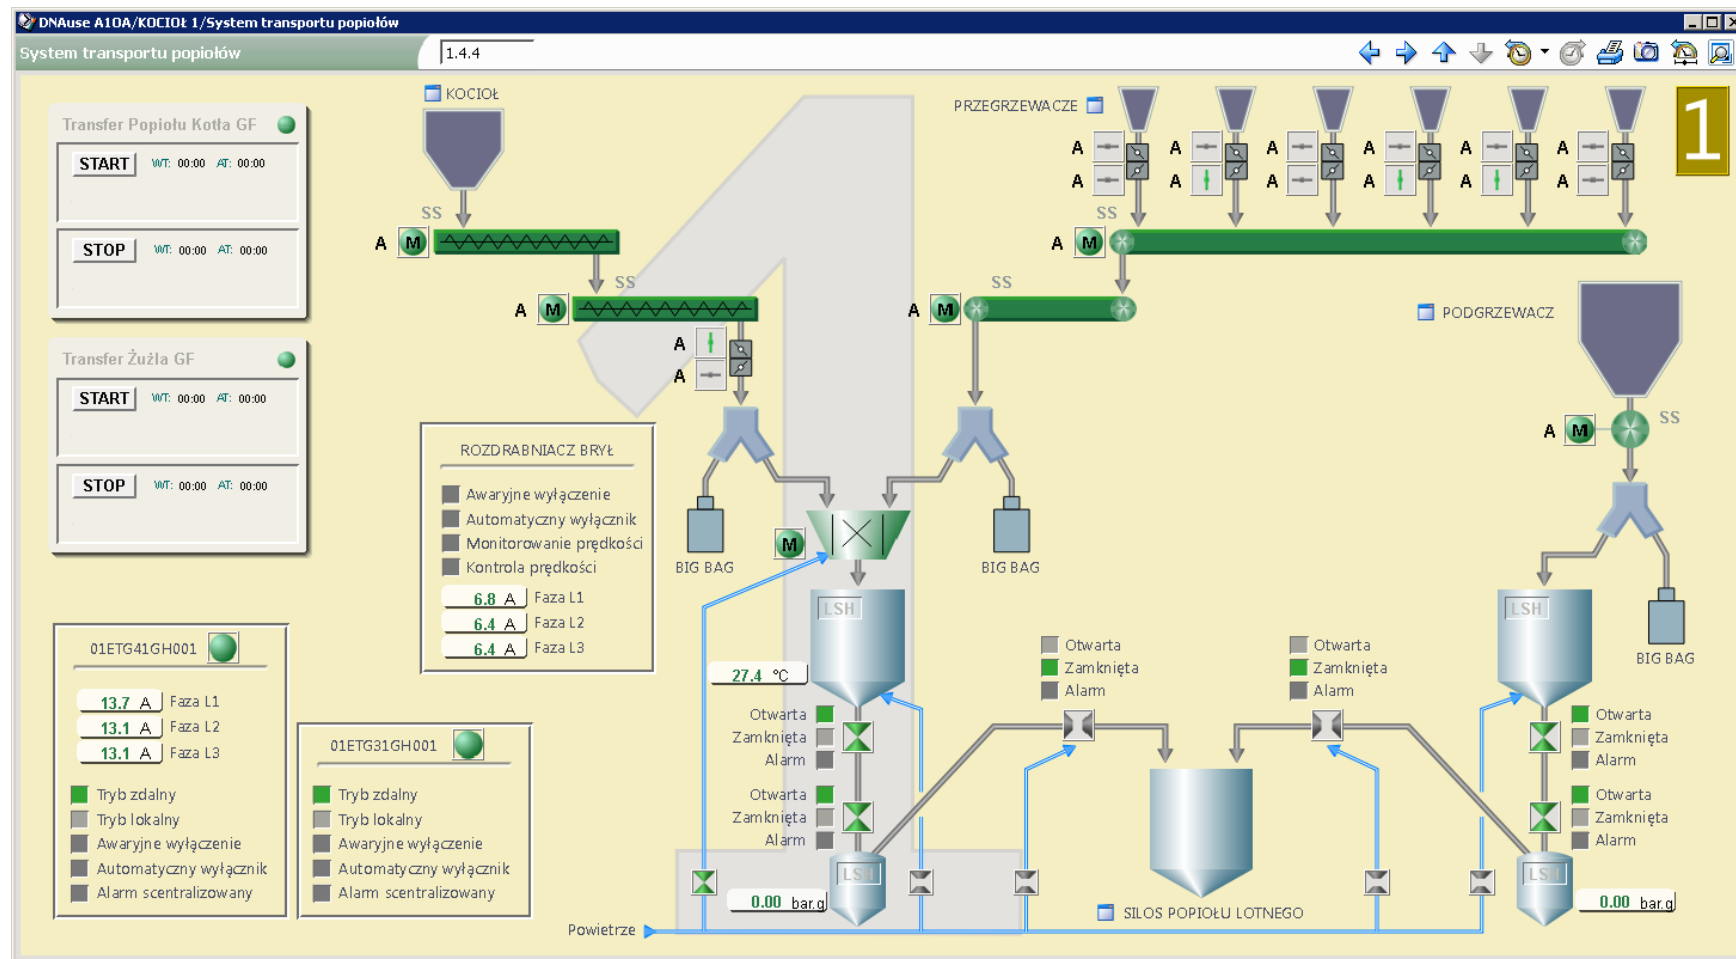 DNAuse A10A/KOCIOŁ 1/System transportu popiołów
System transportu popiołów
1.4.4
KOCIOŁ
PRZEGRZEWACZE
1
Transfer Popiołu Kotła GF
START WT: 00:00 AT: 00:00
STOP WT: 00:00 AT: 00:00
A A A A A A
A A A A A A
SS
A M
SS
A M
SS
A M
SS
A M
A
A
PODGRZEWACZ
SS
A M
Transfer Żużla GF
START WT: 00:00 AT: 00:00
STOP WT: 00:00 AT: 00:00
ROZDRABNIACZ BRYŁ
Awaryjne wyłączenie
Automatyczny wyłącznik
Monitorowanie prędkości
Kontrola prędkości
6.8 A Faza L1
6.4 A Faza L2
6.4 A Faza L3
BIG BAG
M
BIG BAG
BIG BAG
LSH
27.4 °C
LSH
Otwarta
Zamknięta
Alarm
Otwarta
Zamknięta
Alarm
Otwarta
Zamknięta
Alarm
Otwarta
Zamknięta
Alarm
Otwarta
Zamknięta
Alarm
Otwarta
Zamknięta
Alarm
LSH
0.00 bar.g
LSH
0.00 bar.g
SILOS POPIOŁU LOTNEGO
Powietrze
01ETG41GH001
13.7 A Faza L1
13.1 A Faza L2
13.1 A Faza L3
Tryb zdalny
Tryb lokalny
Awaryjne wyłączenie
Automatyczny wyłącznik
Alarm scentralizowany
01ETG31GH001
Tryb zdalny
Tryb lokalny
Awaryjne wyłączenie
Automatyczny wyłącznik
Alarm scentralizowany